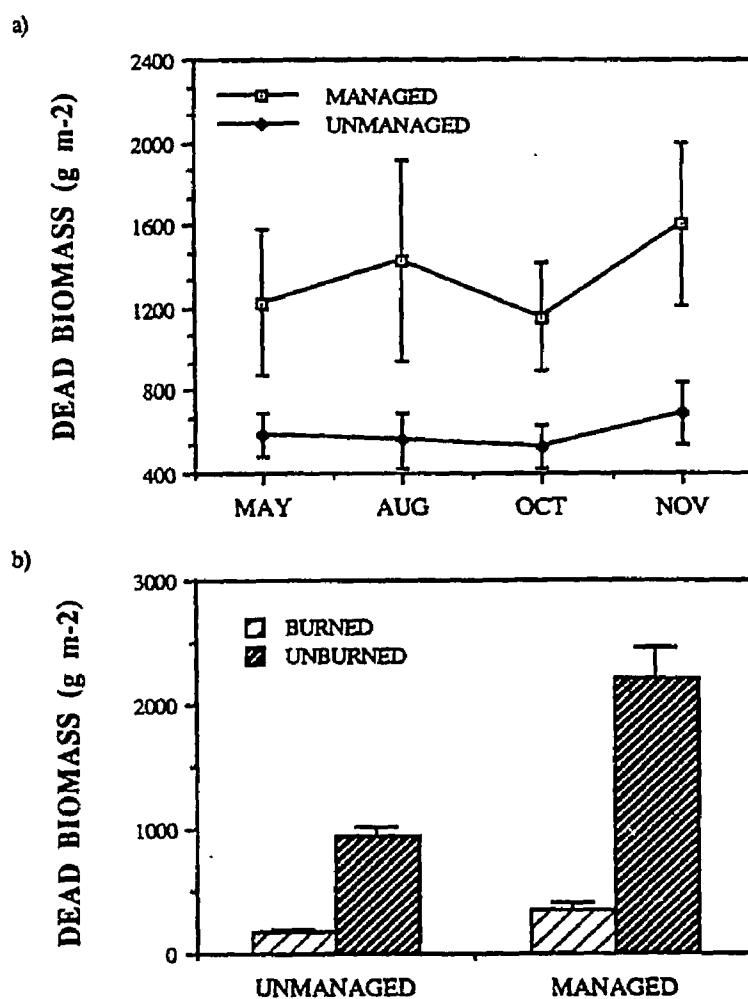 a)
DEAD BIOMASS (g m-2)
2400
2000
1600
1200
800
400
MANAGED
UNMANAGED
MAY AUG OCT NOV
b)
DEAD BIOMASS (g m-2)
3000
2000
1000
0
BURNED
UNBURNED
UNMANAGED MANAGED